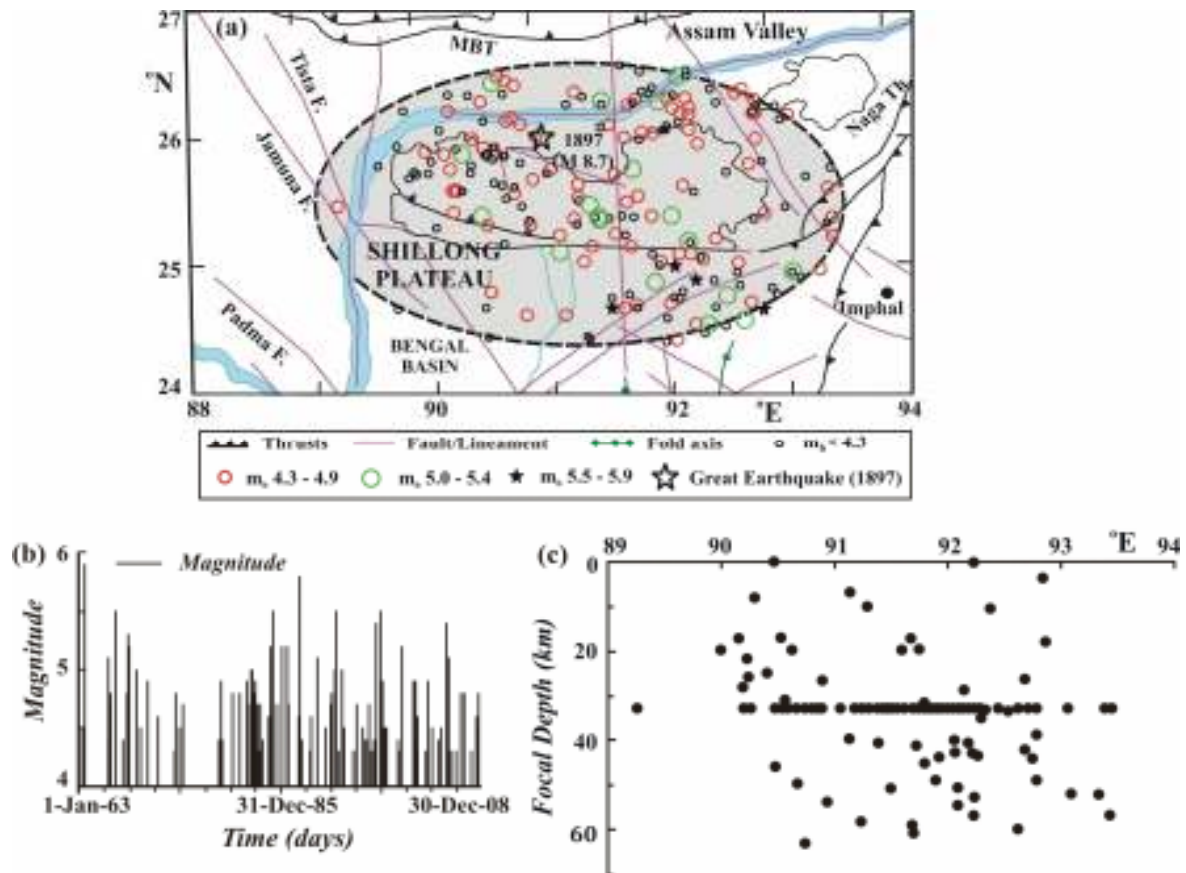 27
(a)
MBT
Assam Valley
°N
Tista F.
Naga Th.
26
1897
(M 8.7)
Jamuna F.
SHILLONG
PLATEAU
25
Imphal
Padma F.
BENGAL
BASIN
24
88 90 92 °E 94
Thrusts Fault/Lineament Fold axis m_b < 4.3
m_b 4.3 - 4.9 m_b 5.0 - 5.4 m_b 5.5 - 5.9 Great Earthquake (1897)
(b)
6
Magnitude
5
4
Magnitude
1-Jan-63 31-Dec-85 30-Dec-08
Time (days)
(c)
89 90 91 92 93 °E 94
0
20
40
60
Focal Depth (km)